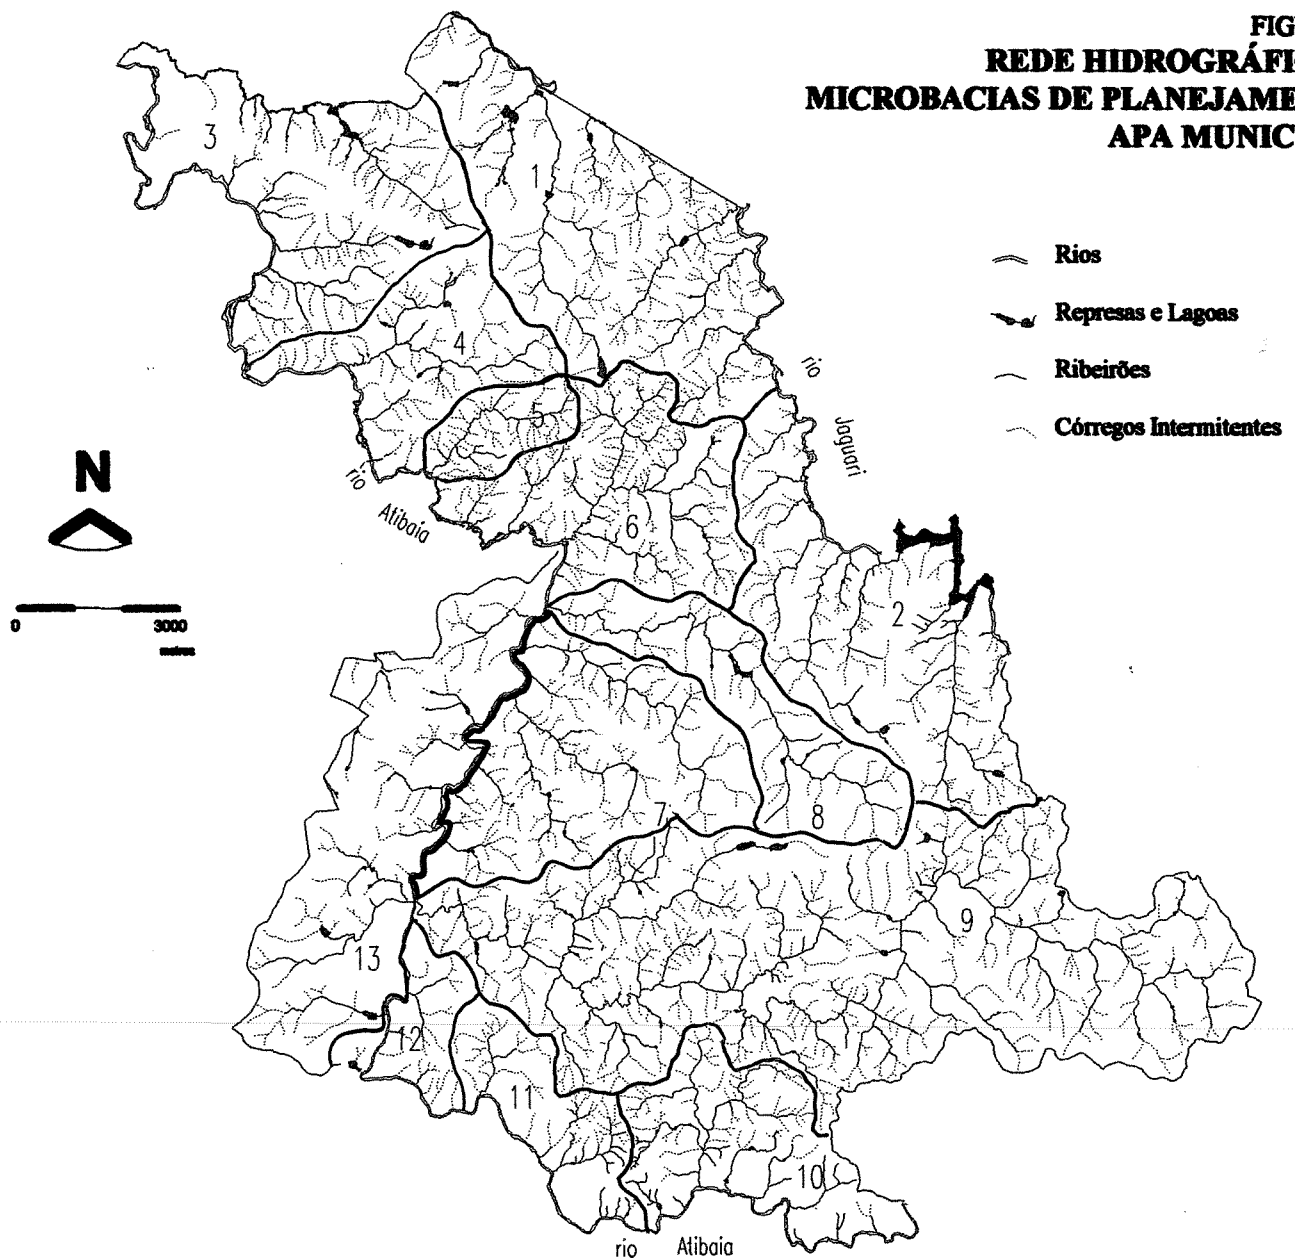 FIG
REDE HIDROGRÁFI
MICROBACIAS DE PLANEJAME
APA MUNIC
Rios
Represas e Lagoas
Ribeirões
Córregos Intermitentes
N
0 3000
metros
3
1
4
5
6
2
7
8
9
13
12
11
10
rio
Jaguari
rio
Atibaia
rio Atibaia